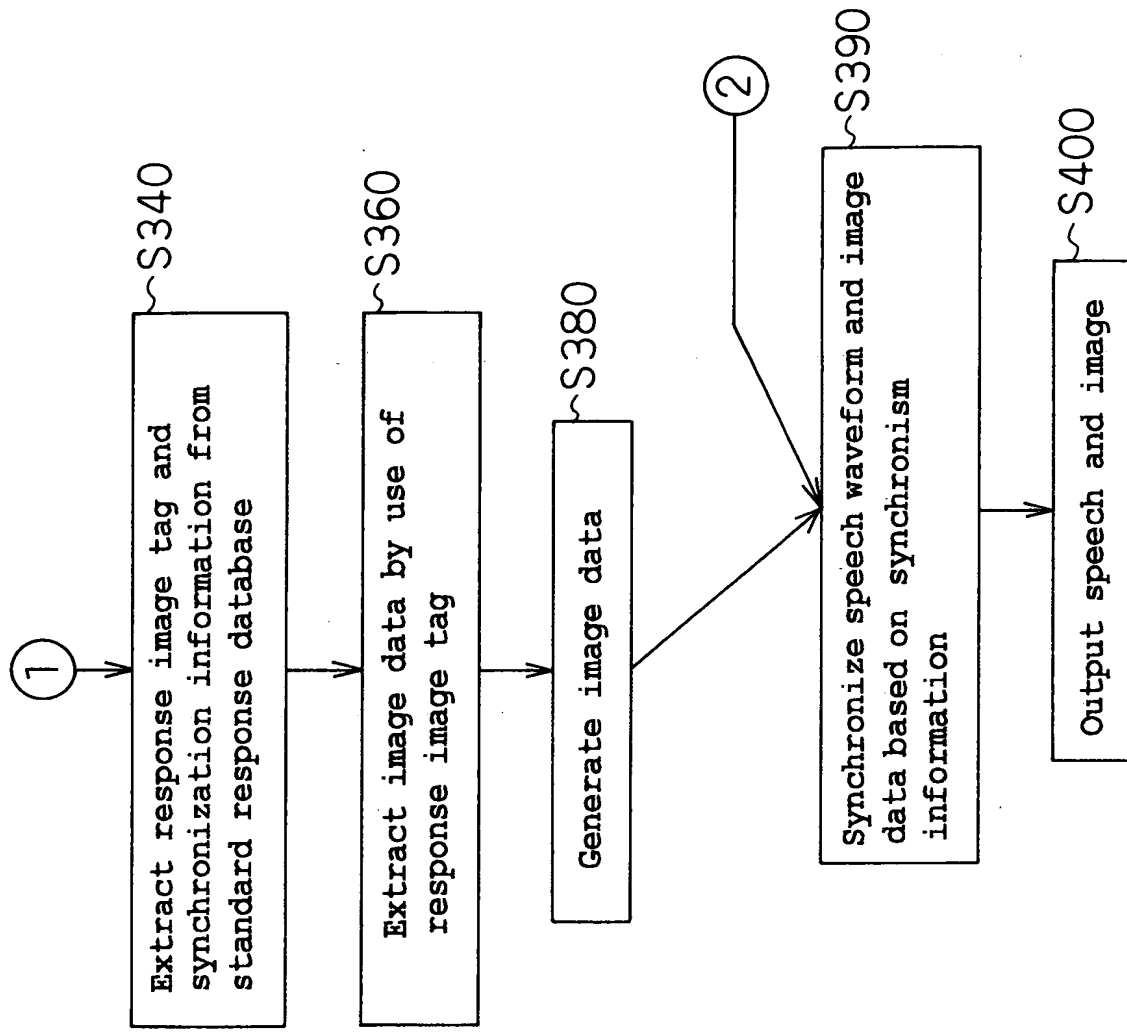 1
S340
Extract response image tag and
synchronization information from
standard response database
S360
Extract image data by use of
response image tag
S380
Generate image data
2
S390
Synchronize speech waveform and image
data based on synchronism
information
S400
Output speech and image